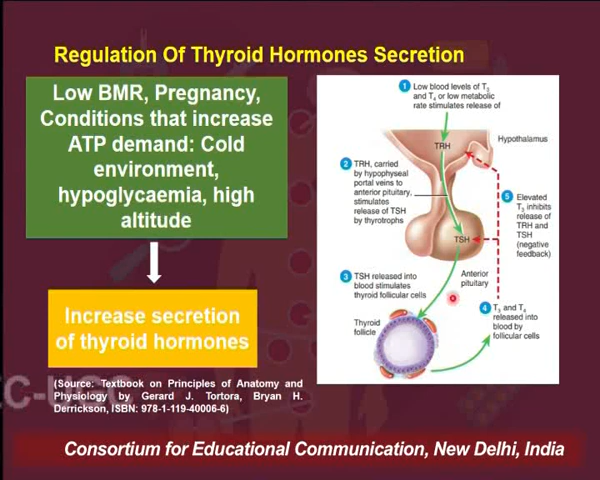 Regulation Of Thyroid Hormones Secretion
Low BMR, Pregnancy,
Conditions that increase
ATP demand: Cold
environment,
hypoglycaemia, high
altitude
Increase secretion
of thyroid hormones
(Source: Textbook on Principles of Anatomy and
Physiology by Gerard J. Tortora, Bryan H.
Derrickson, ISBN: 978-1-119-40006-6)
1 Low blood levels of T3
and T4 or low metabolic
rate stimulates release of
Hypothalamus
TRH
2 TRH, carried
by hypophyseal
portal veins to
anterior pituitary,
stimulates
release of TSH
by thyrotrophs
TSH
5 Elevated
T3 inhibits
release of
TRH and
TSH
(negative
feedback)
3 TSH released into
blood stimulates
thyroid follicular cells
Anterior
pituitary
Thyroid
follicle
4 T3 and T4
released into
blood by
follicular cells
EC-UGC
Consortium for Educational Communication, New Delhi, India